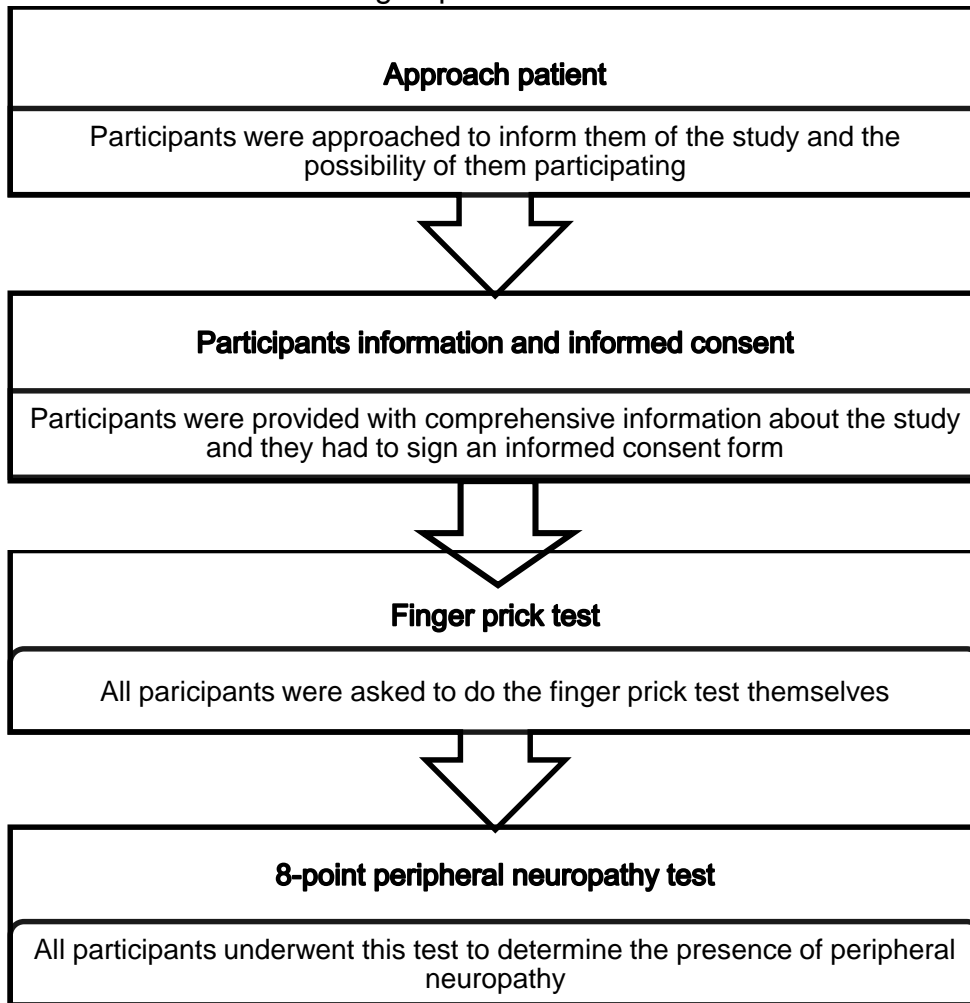 Approach patient
Participants were approached to inform them of the study and the
possibility of them participating
Participants information and informed consent
Participants were provided with comprehensive information about the study
and they had to sign an informed consent form
Finger prick test
All paricipants were asked to do the finger prick test themselves
8-point peripheral neuropathy test
All participants underwent this test to determine the presence of peripheral
neuropathy